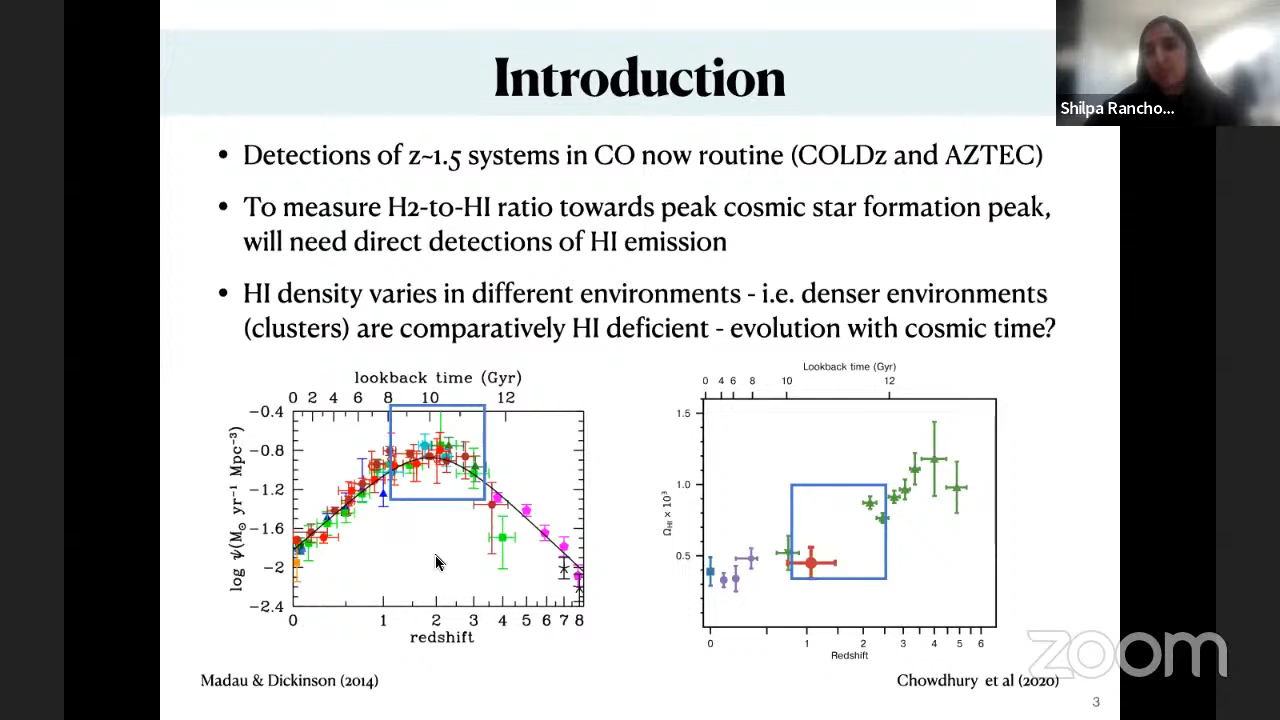 Introduction
Shilpa Rancho...
• Detections of z~1.5 systems in CO now routine (COLDz and AZTEC)
• To measure H2-to-HI ratio towards peak cosmic star formation peak,
will need direct detections of HI emission
• HI density varies in different environments - i.e. denser environments
(clusters) are comparatively HI deficient - evolution with cosmic time?
lookback time (Gyr)
0 2 4 6 8 10 12
−0.4
−0.8
−1.2
−1.6
−2
−2.4
log ψ(M⊙ yr⁻¹ Mpc⁻³)
0 1 2 3 4 5 6 7 8
redshift
Madau & Dickinson (2014)
Lookback time (Gyr)
0 4 6 8 10 12
1.5
1.0
0.5
Ω_HI × 10³
0 1 2 3 4 5 6
Redshift
Chowdhury et al (2020)
zoom
3